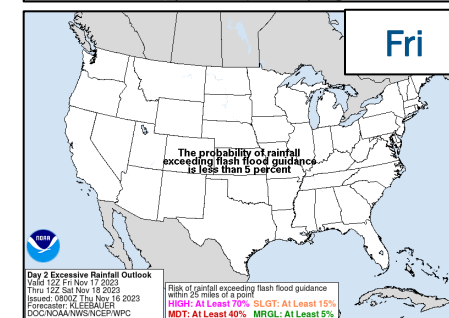 Fri
The probability of rainfall
exceeding flash flood guidance
is less than 5 percent
NOAA
Day 2 Excessive Rainfall Outlook
Valid 12Z Fri Nov 17 2023
Thru 12Z Sat Nov 18 2023
Issued: 0800Z Thu Nov 16 2023
Forecaster: KLEEBAUER
DOC/NOAA/NWS/NCEP/WPC
Risk of rainfall exceeding flash flood guidance
within 25 miles of a point
HIGH: At Least 70% SLGT: At Least 15%
MDT: At Least 40% MRGL: At Least 5%